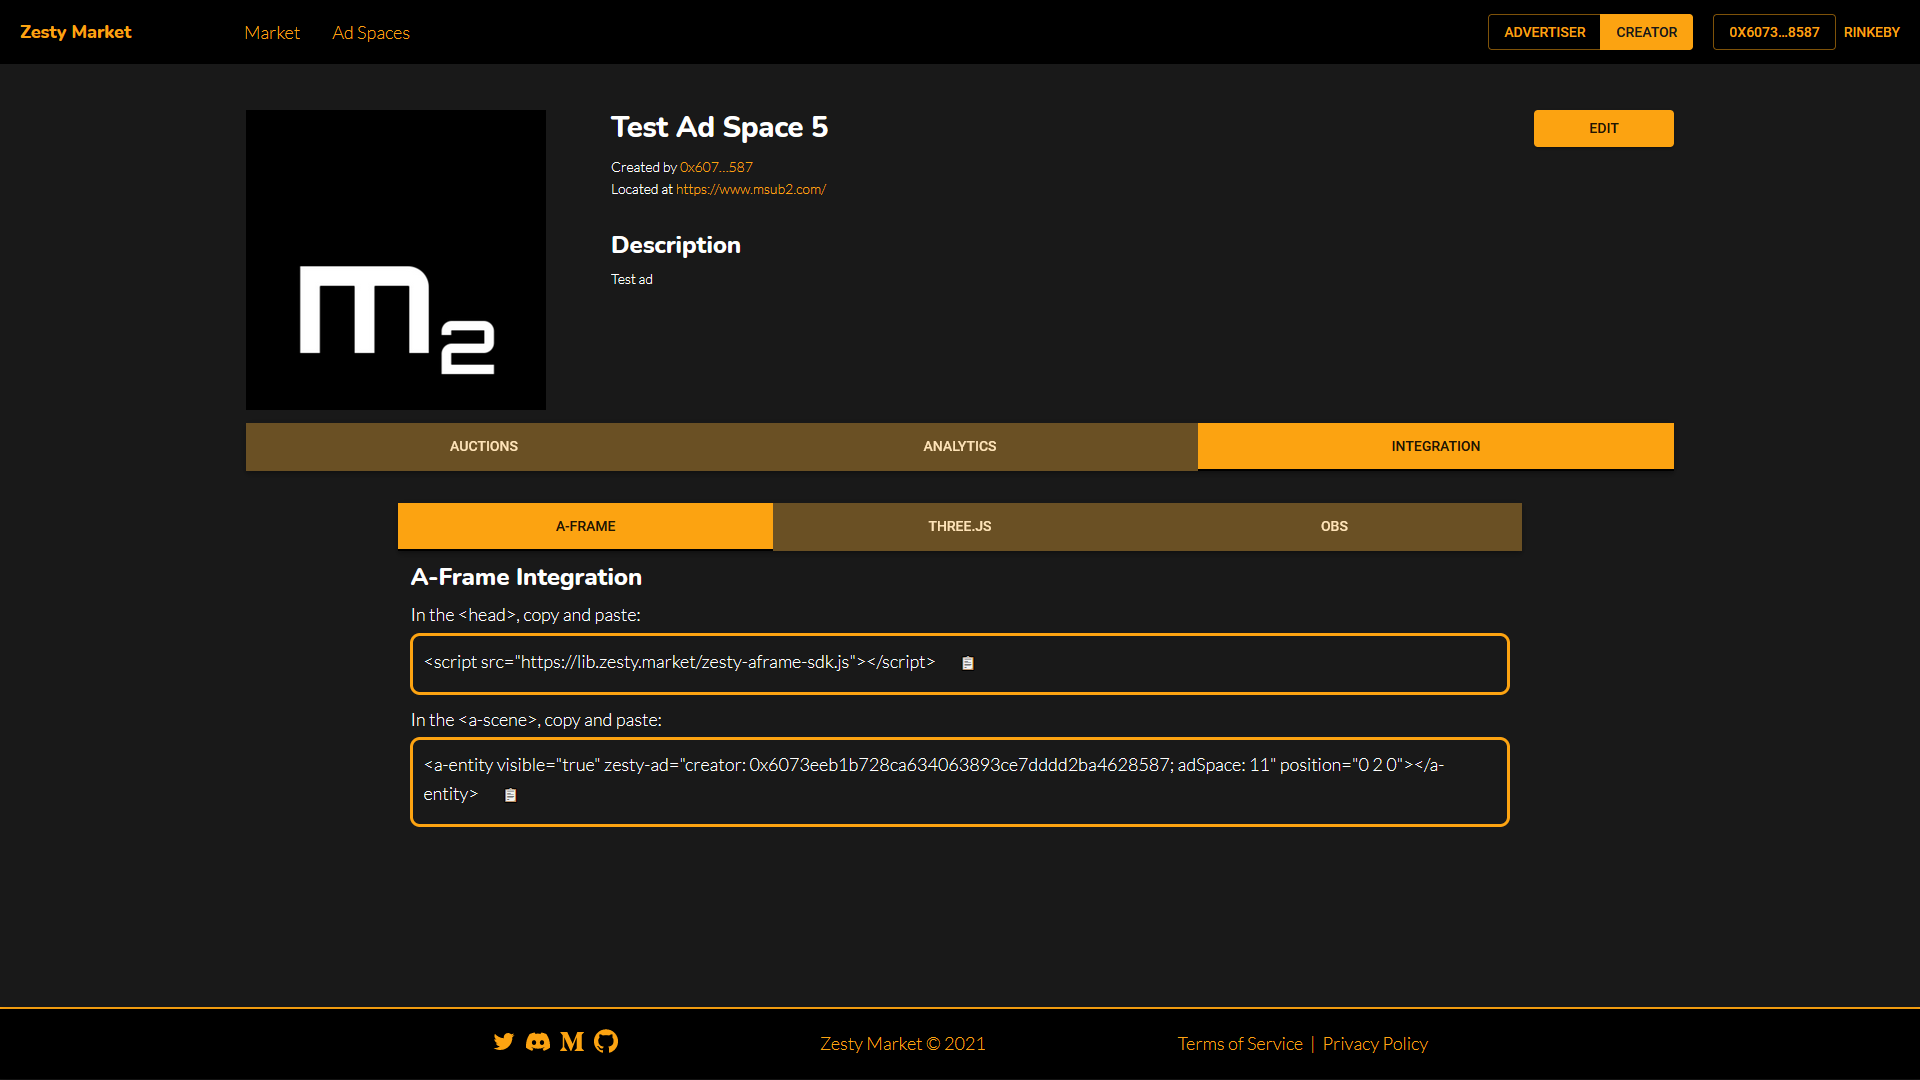 Zesty Market
Market
Ad Spaces
ADVERTISER
CREATOR
0X6073...8587
RINKEBY
m2
Test Ad Space 5
EDIT
Created by 0x607...587
Located at https://www.msub2.com/
Description
Test ad
AUCTIONS
ANALYTICS
INTEGRATION
A-FRAME
THREE.JS
OBS
A-Frame Integration
In the <head>, copy and paste:
<script src="https://lib.zesty.market/zesty-aframe-sdk.js"></script>
In the <a-scene>, copy and paste:
<a-entity visible="true" zesty-ad="creator: 0x6073eeb1b728ca634063893ce7dddd2ba4628587; adSpace: 11" position="0 2 0"></a-
entity>
Zesty Market © 2021
Terms of Service | Privacy Policy